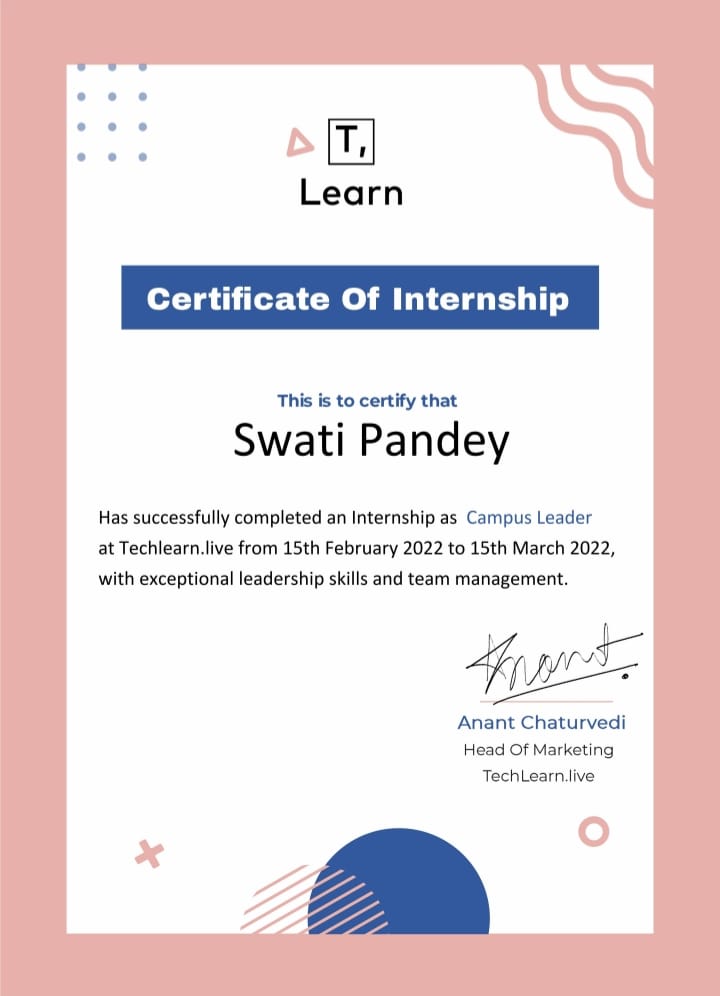 T,
Learn
Certificate Of Internship
This is to certify that
Swati Pandey
Has successfully completed an Internship as Campus Leader
at Techlearn.live from 15th February 2022 to 15th March 2022,
with exceptional leadership skills and team management.
Anant
Anant Chaturvedi
Head Of Marketing
TechLearn.live